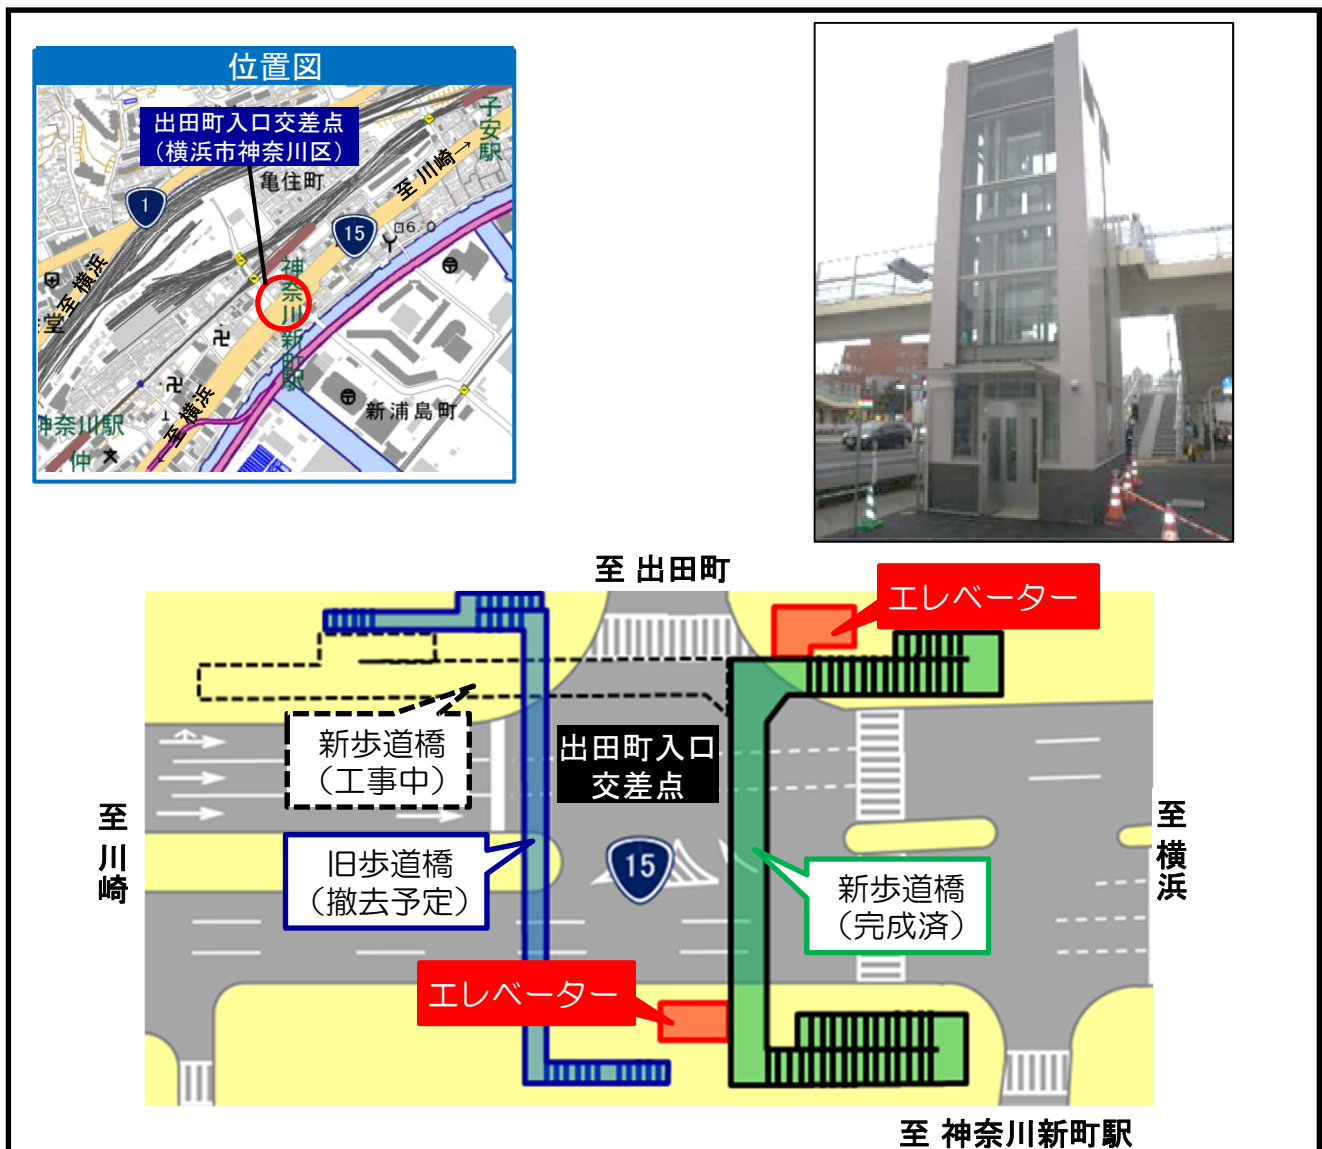 位置図
出田町入口交差点
（横浜市神奈川区）
子安駅
亀住町
至 川崎→
1
15
口6.0
至 横浜
神奈川新町駅
堂
至 横浜
新浦島町
神奈川駅
仲
至 出田町
エレベーター
新歩道橋
（工事中）
出田町入口
交差点
至 川崎
至 横浜
旧歩道橋
（撤去予定）
15
新歩道橋
（完成済）
エレベーター
至 神奈川新町駅